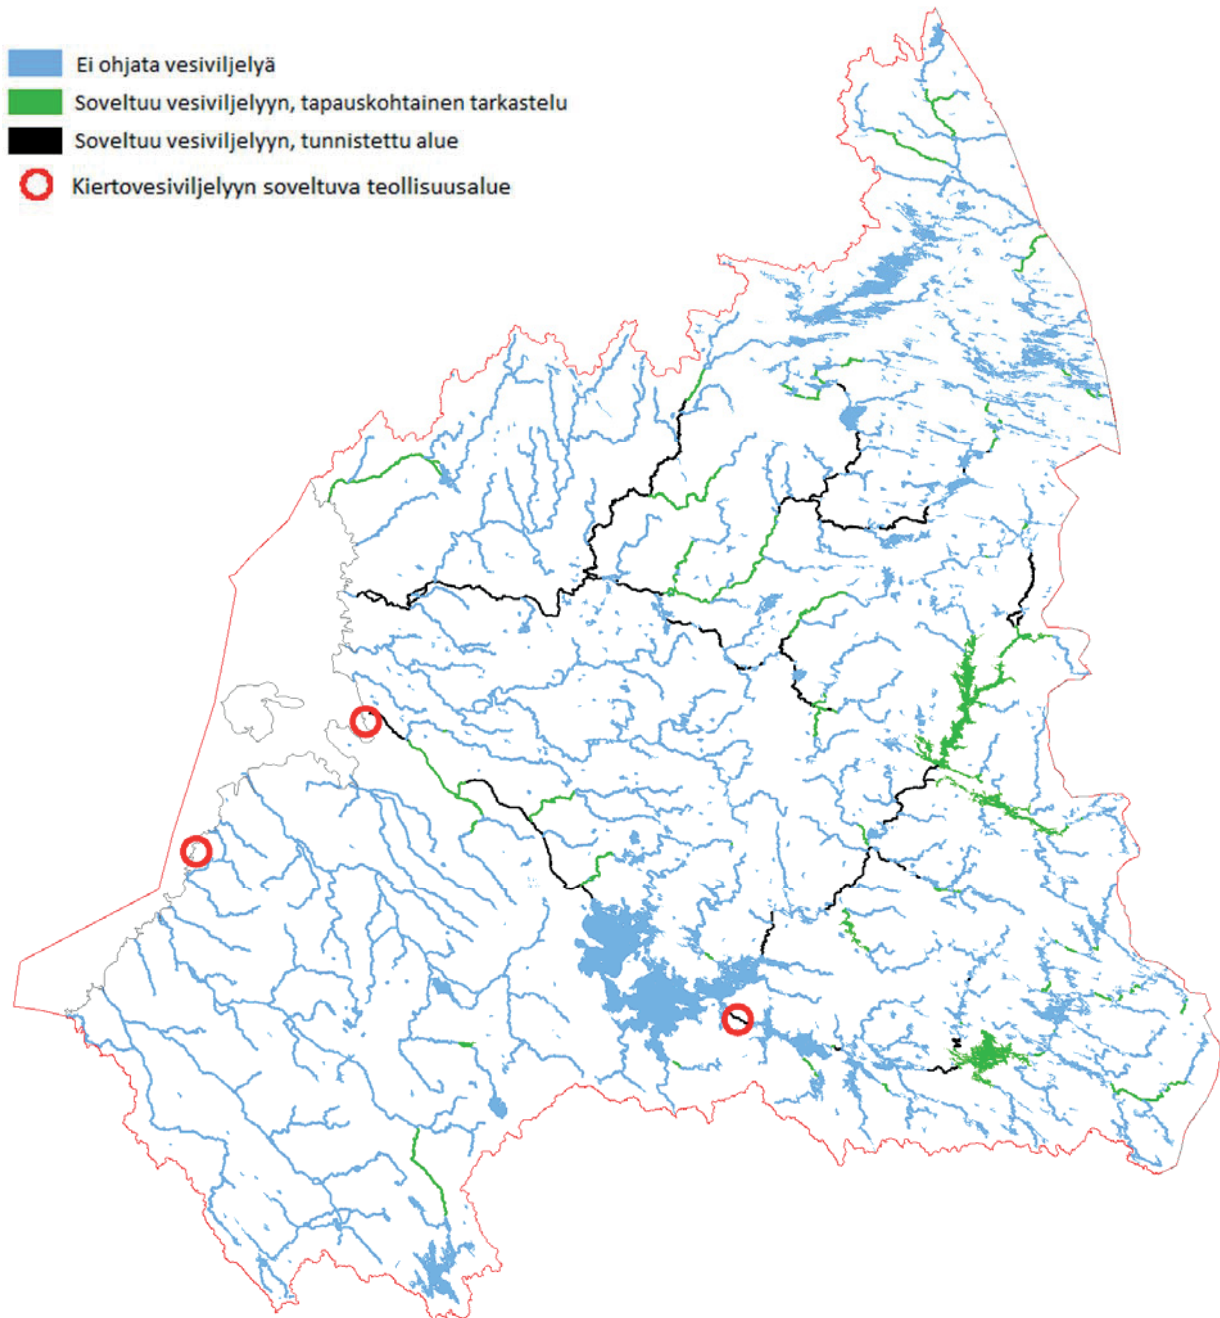 Ei ohjata vesiviljelyä
Soveltuu vesiviljelyyn, tapauskohtainen tarkastelu
Soveltuu vesiviljelyyn, tunnistettu alue
Kiertovesiviljelyyn soveltuva teollisuusalue